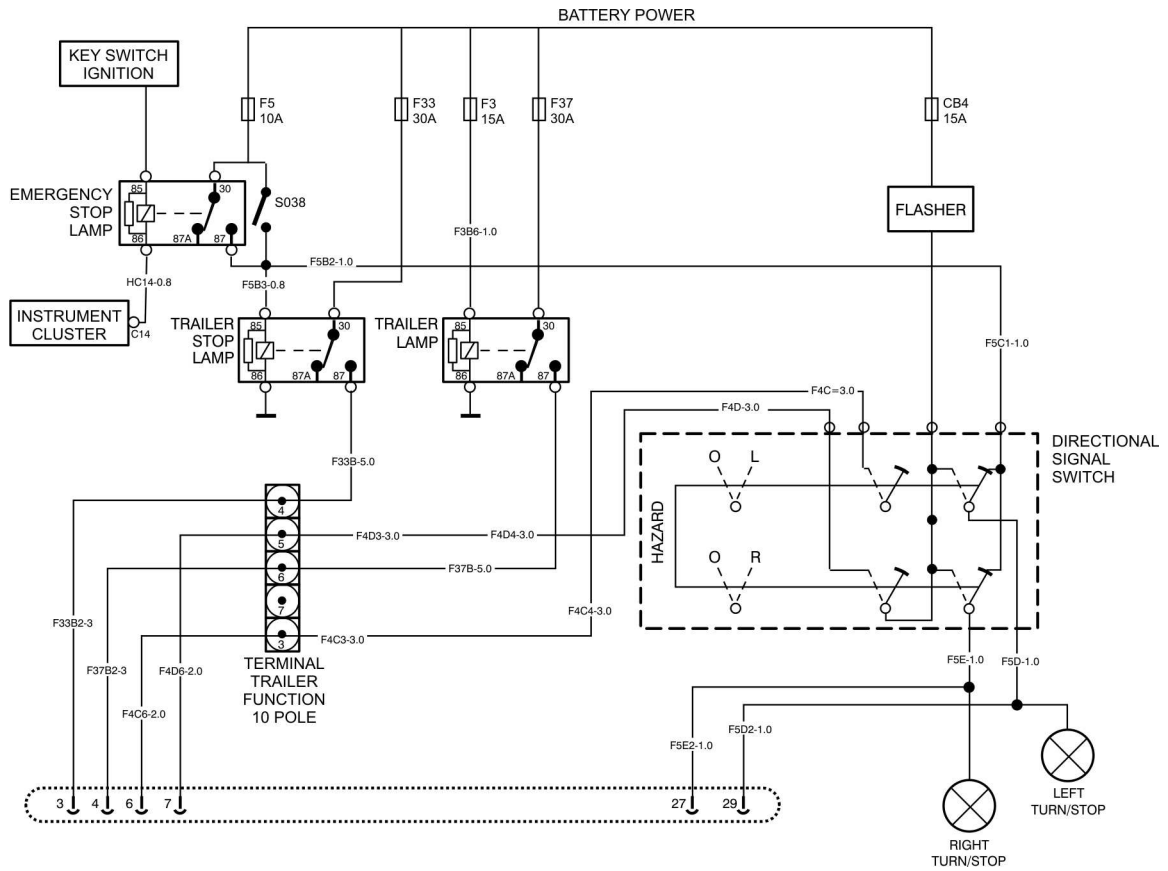 BATTERY POWER
KEY SWITCH
IGNITION
F5
10A
F33
30A
F3
15A
F37
30A
CB4
15A
EMERGENCY
STOP
LAMP
85
30
86
87A
87
S038
FLASHER
F3B6-1.0
HC14-0.8
F5B3-0.8
F5B2-1.0
INSTRUMENT
CLUSTER
C14
TRAILER
STOP
LAMP
85
30
86
87A
87
TRAILER
LAMP
85
30
86
87A
87
F5C1-1.0
F4C=3.0
F4D-3.0
DIRECTIONAL
SIGNAL
SWITCH
HAZARD
O
L
O
R
F33B-5.0
4
5
6
7
3
F4D3-3.0
F4D4-3.0
F37B-5.0
F4C4-3.0
F4C3-3.0
TERMINAL
TRAILER
FUNCTION
10 POLE
F33B2-3
F37B2-3
F4D6-2.0
F4C6-2.0
F5E-1.0
F5D-1.0
F5E2-1.0
F5D2-1.0
3
4
6
7
27
29
LEFT
TURN/STOP
RIGHT
TURN/STOP